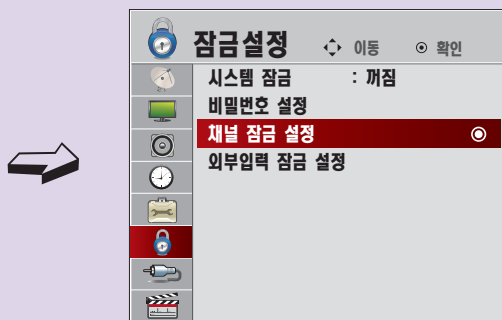 잠금설정 이동 확인
시스템 잠금 : 꺼짐
비밀번호 설정
채널 잠금 설정
외부입력 잠금 설정